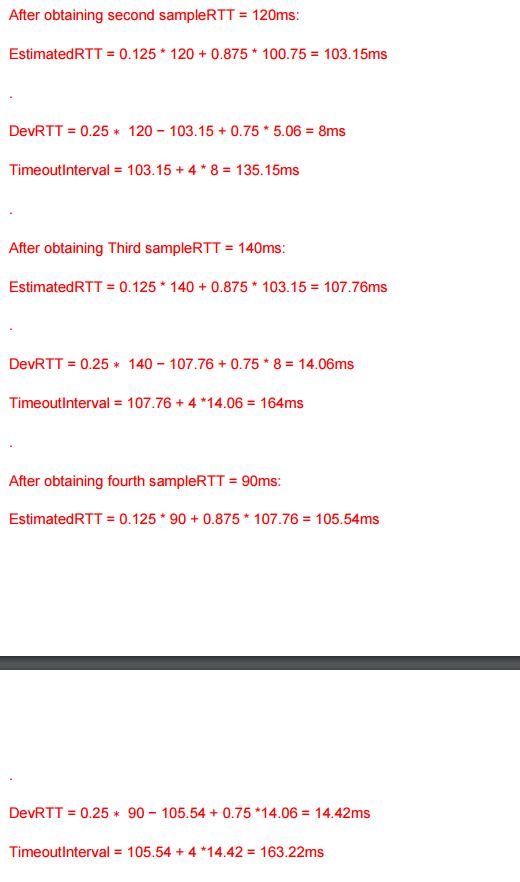 After obtaining second sampleRTT = 120ms:
EstimatedRTT = 0.125 * 120 + 0.875 * 100.75 = 103.15ms
.
DevRTT = 0.25 ∗ 120 − 103.15 + 0.75 * 5.06 = 8ms
TimeoutInterval = 103.15 + 4 * 8 = 135.15ms
.
After obtaining Third sampleRTT = 140ms:
EstimatedRTT = 0.125 * 140 + 0.875 * 103.15 = 107.76ms
.
DevRTT = 0.25 ∗ 140 − 107.76 + 0.75 * 8 = 14.06ms
TimeoutInterval = 107.76 + 4 *14.06 = 164ms
.
After obtaining fourth sampleRTT = 90ms:
EstimatedRTT = 0.125 * 90 + 0.875 * 107.76 = 105.54ms
.
DevRTT = 0.25 ∗ 90 − 105.54 + 0.75 *14.06 = 14.42ms
TimeoutInterval = 105.54 + 4 *14.42 = 163.22ms